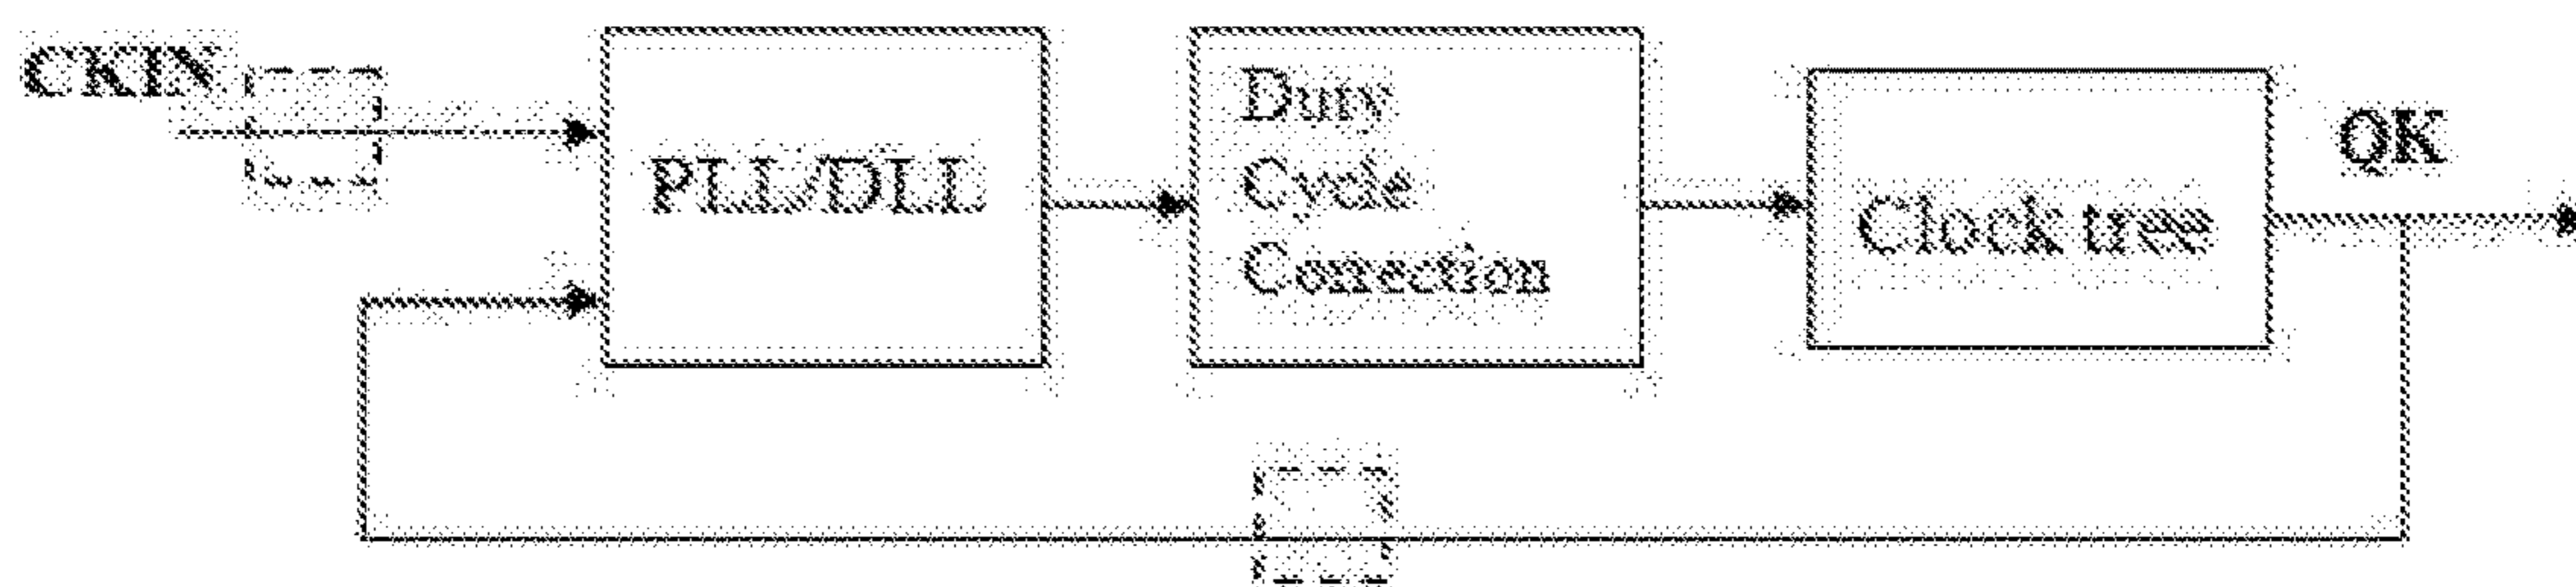 CKIN
PLL/DLL
Duty
Cycle
Correction
Clock tree
QK